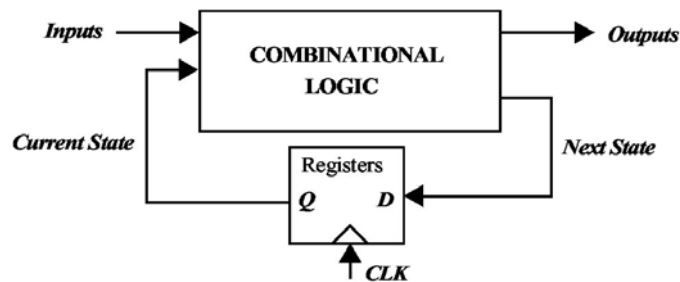 Inputs
COMBINATIONAL
LOGIC
Outputs
Current State
Next State
Registers
Q D
CLK